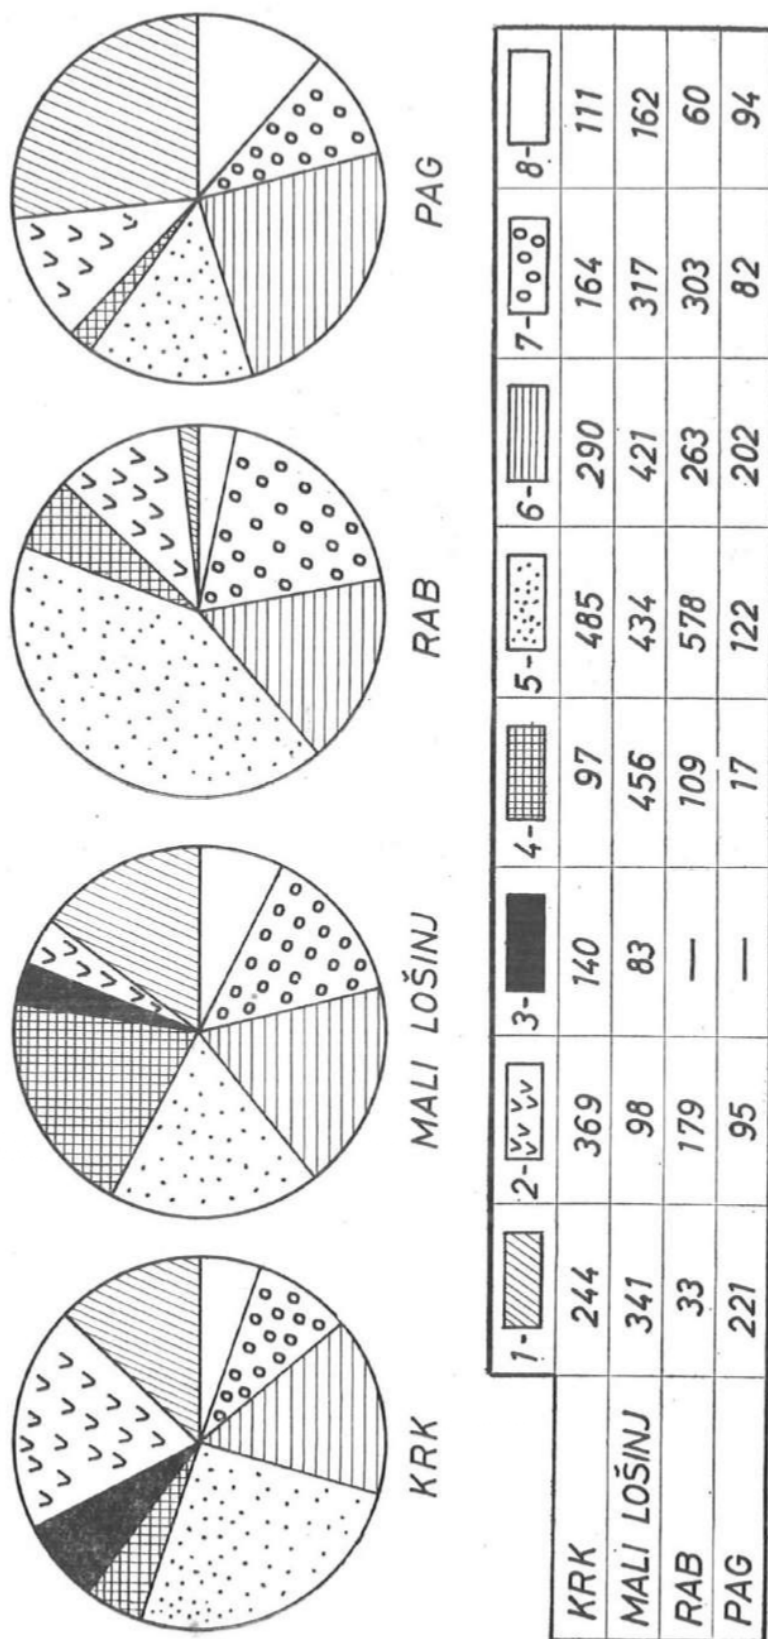 KRK
MALI LOŠINJ
RAB
PAG
1- 2- 3- 4- 5- 6- 7- 8-
KRK 244 369 140 97 485 290 164 111
MALI LOŠINJ 341 98 83 456 434 421 317 162
RAB 33 179 — 109 578 263 303 60
PAG 221 95 — 17 122 202 82 94